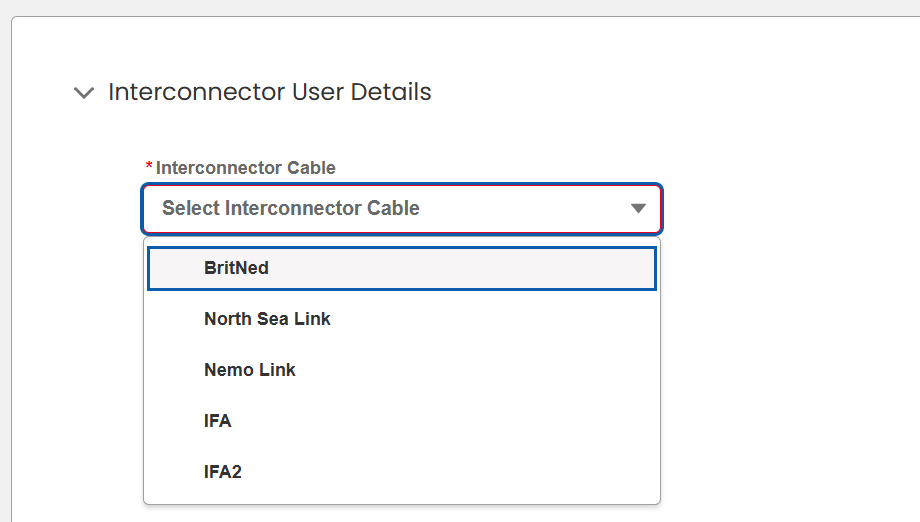 Interconnector User Details
*Interconnector Cable
Select Interconnector Cable
BritNed
North Sea Link
Nemo Link
IFA
IFA2